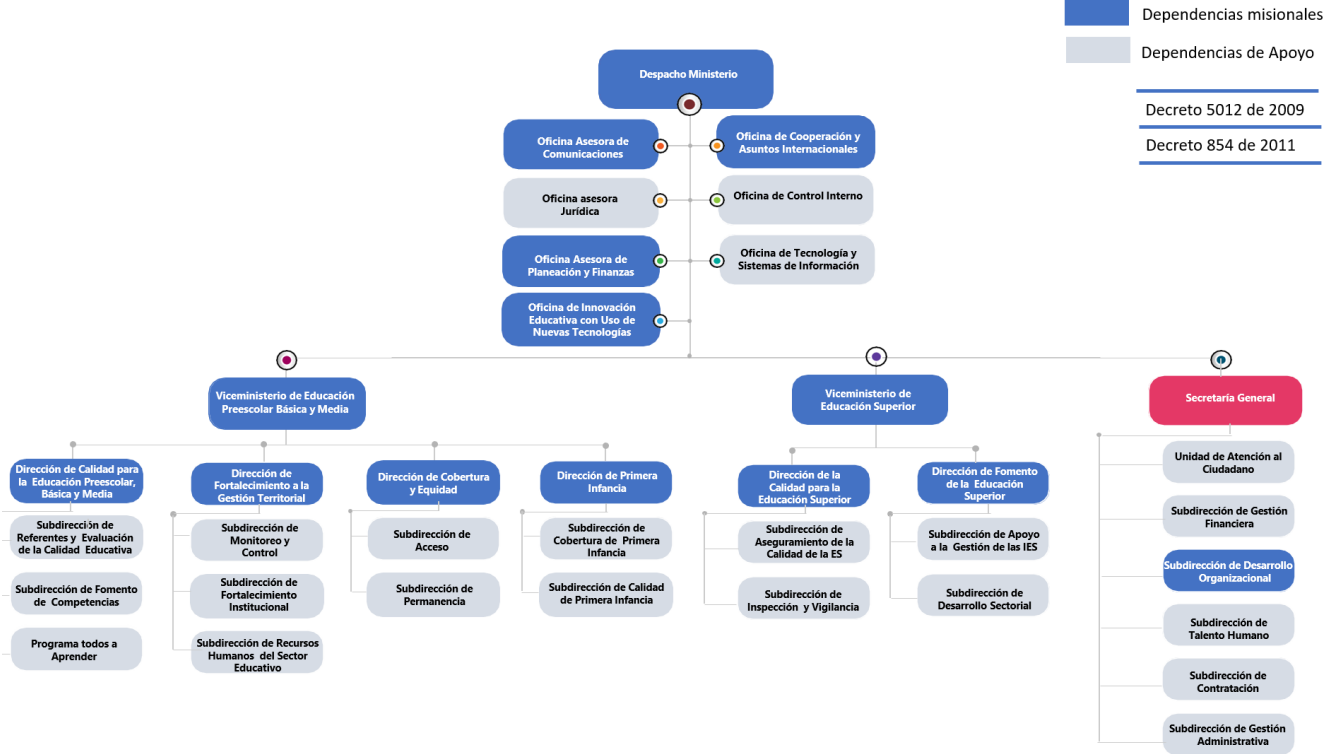 Dependencias misionales
Dependencias de Apoyo
Decreto 5012 de 2009
Decreto 854 de 2011
Despacho Ministerio
Oficina Asesora de
Comunicaciones
Oficina de Cooperación y
Asuntos Internacionales
Oficina asesora
Jurídica
Oficina de Control Interno
Oficina Asesora de
Planeación y Finanzas
Oficina de Tecnología y
Sistemas de Información
Oficina de Innovación
Educativa con Uso de
Nuevas Tecnologías
Viceministerio de Educación
Preescolar Básica y Media
Dirección de Calidad para
la Educación Preescolar,
Básica y Media
Subdirección de
Referentes y Evaluación
de la Calidad Educativa
Subdirección de Fomento
de Competencias
Programa todos a
Aprender
Dirección de
Fortalecimiento a la
Gestión Territorial
Subdirección de
Monitoreo y
Control
Subdirección de
Fortalecimiento
Institucional
Subdirección de Recursos
Humanos del Sector
Educativo
Dirección de Cobertura
y Equidad
Subdirección de
Acceso
Subdirección de
Permanencia
Dirección de Primera
Infancia
Subdirección de
Cobertura de Primera
Infancia
Subdirección de Calidad
de Primera Infancia
Viceministerio de
Educación Superior
Dirección de la
Calidad para la
Educación Superior
Subdirección de
Aseguramiento de la
Calidad de la ES
Subdirección de
Inspección y Vigilancia
Dirección de Fomento
de la Educación
Superior
Subdirección de Apoyo
a la Gestión de las IES
Subdirección de
Desarrollo Sectorial
Secretaría General
Unidad de Atención al
Ciudadano
Subdirección de Gestión
Financiera
Subdirección de Desarrollo
Organizacional
Subdirección de
Talento Humano
Subdirección de
Contratación
Subdirección de Gestión
Administrativa